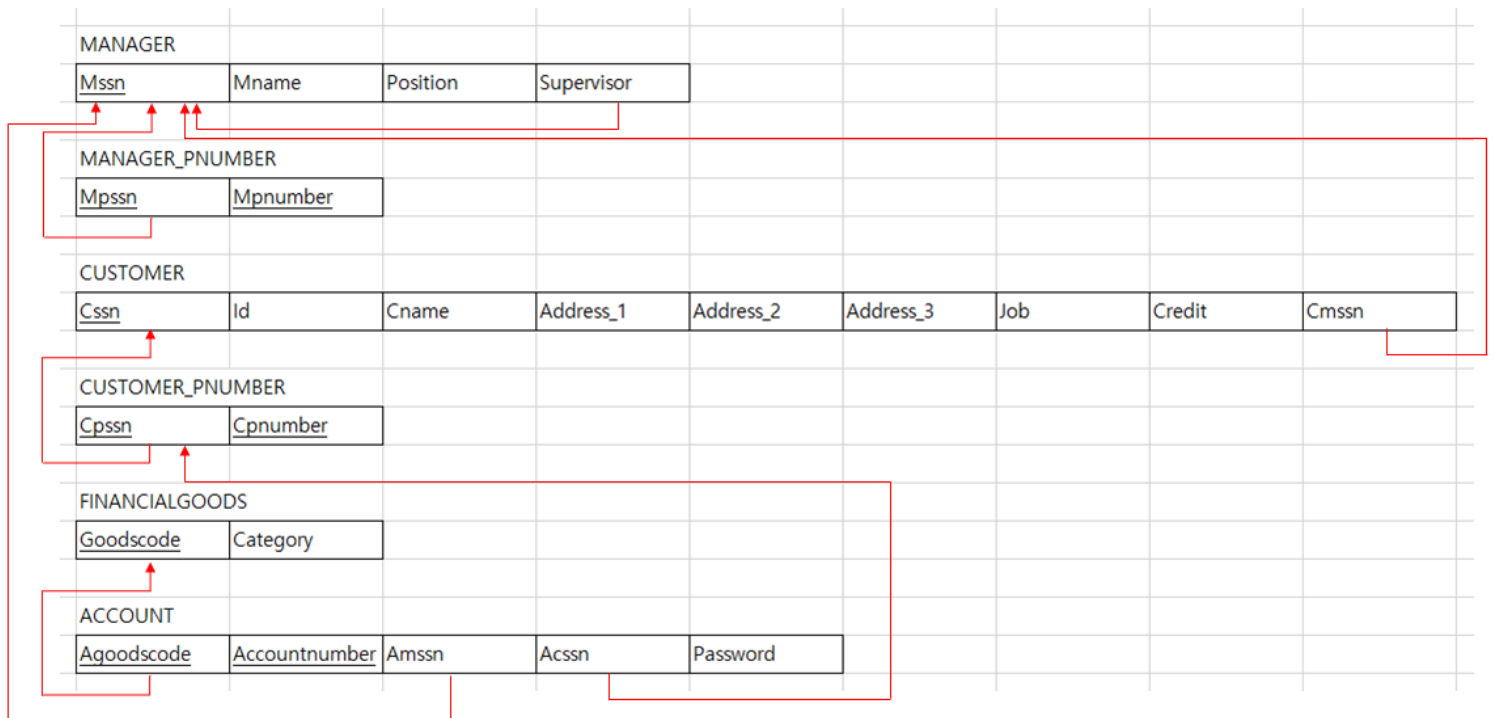 MANAGER
Mssn Mname Position Supervisor
MANAGER_PNUMBER
Mpssn Mpnumber
CUSTOMER
Cssn Id Cname Address_1 Address_2 Address_3 Job Credit Cmssn
CUSTOMER_PNUMBER
Cpssn Cpnumber
FINANCIALGOODS
Goodscode Category
ACCOUNT
Agoodscode Accountnumber Amssn Acssn Password